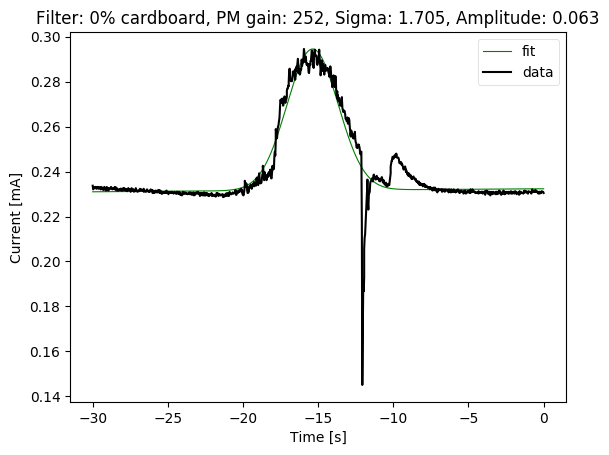 Filter: 0% cardboard, PM gain: 252, Sigma: 1.705, Amplitude: 0.063
fit
data
Current [mA]
0.30
0.28
0.26
0.24
0.22
0.20
0.18
0.16
0.14
−30 −25 −20 −15 −10 −5 0
Time [s]